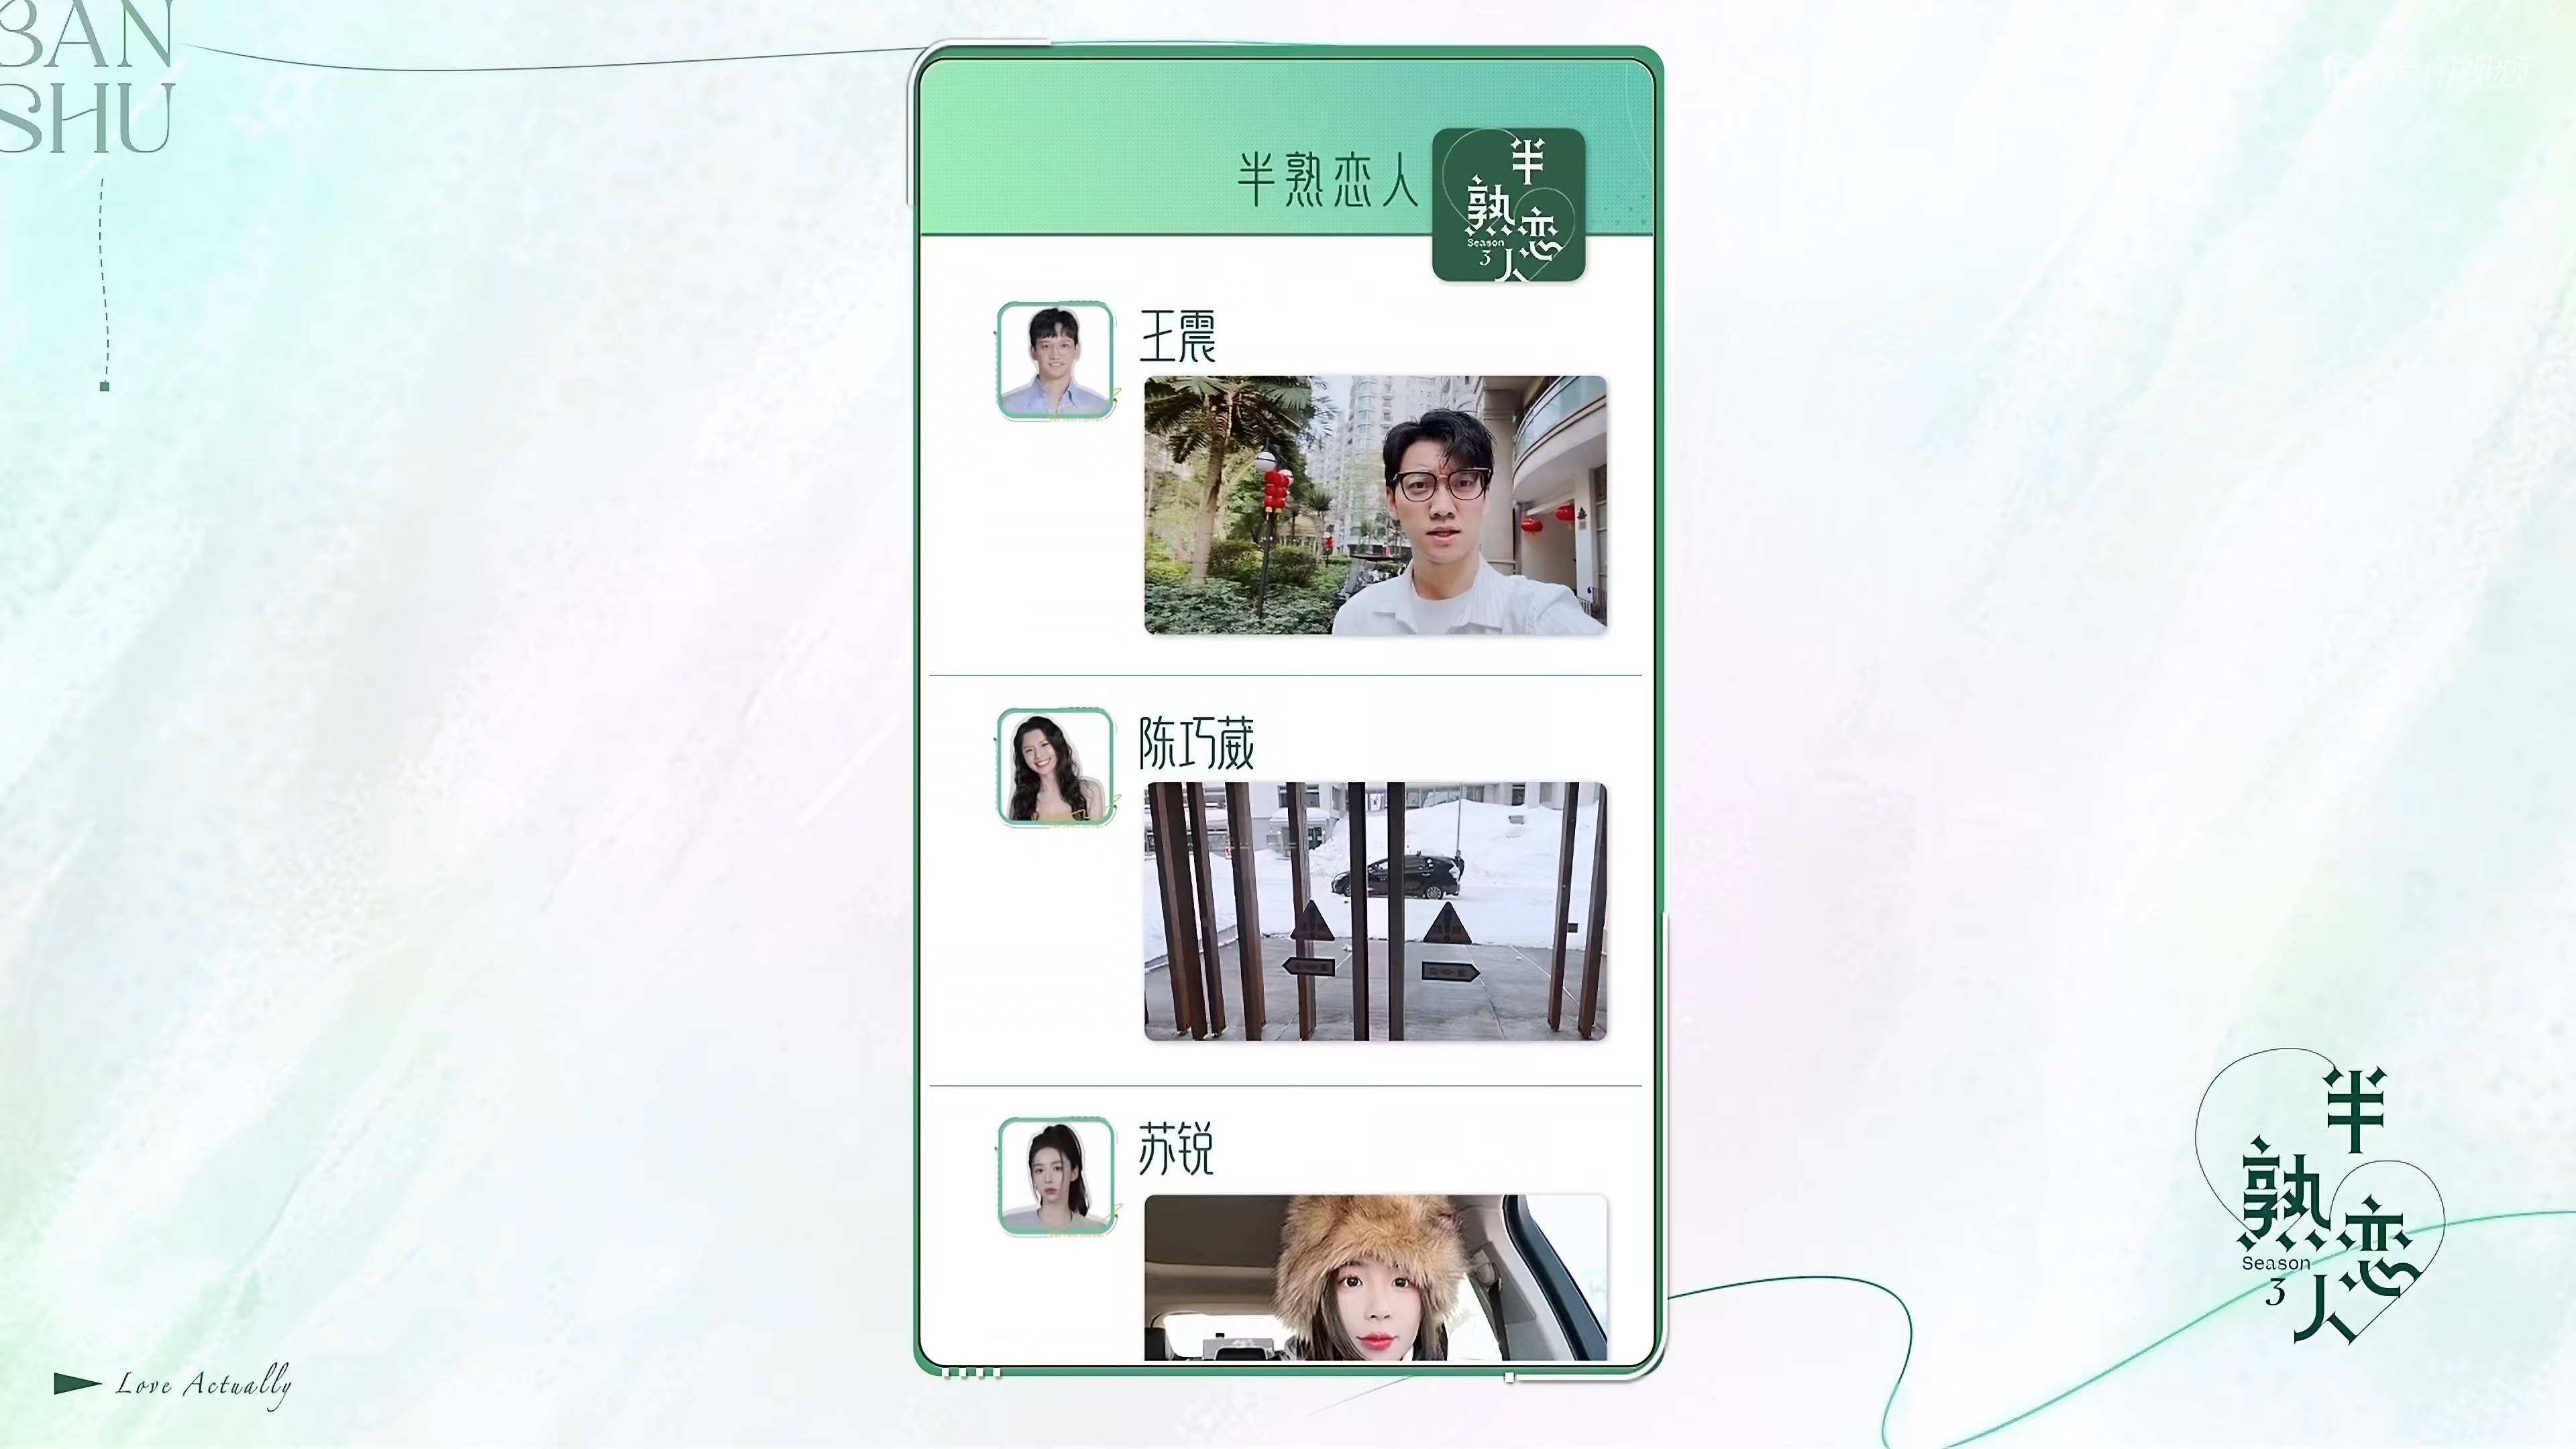 BAN
SHU
半熟恋人
半
熟恋
Season
3
人
王震
陈巧葳
苏锐
半
熟恋
Season
3
人
Love Actually